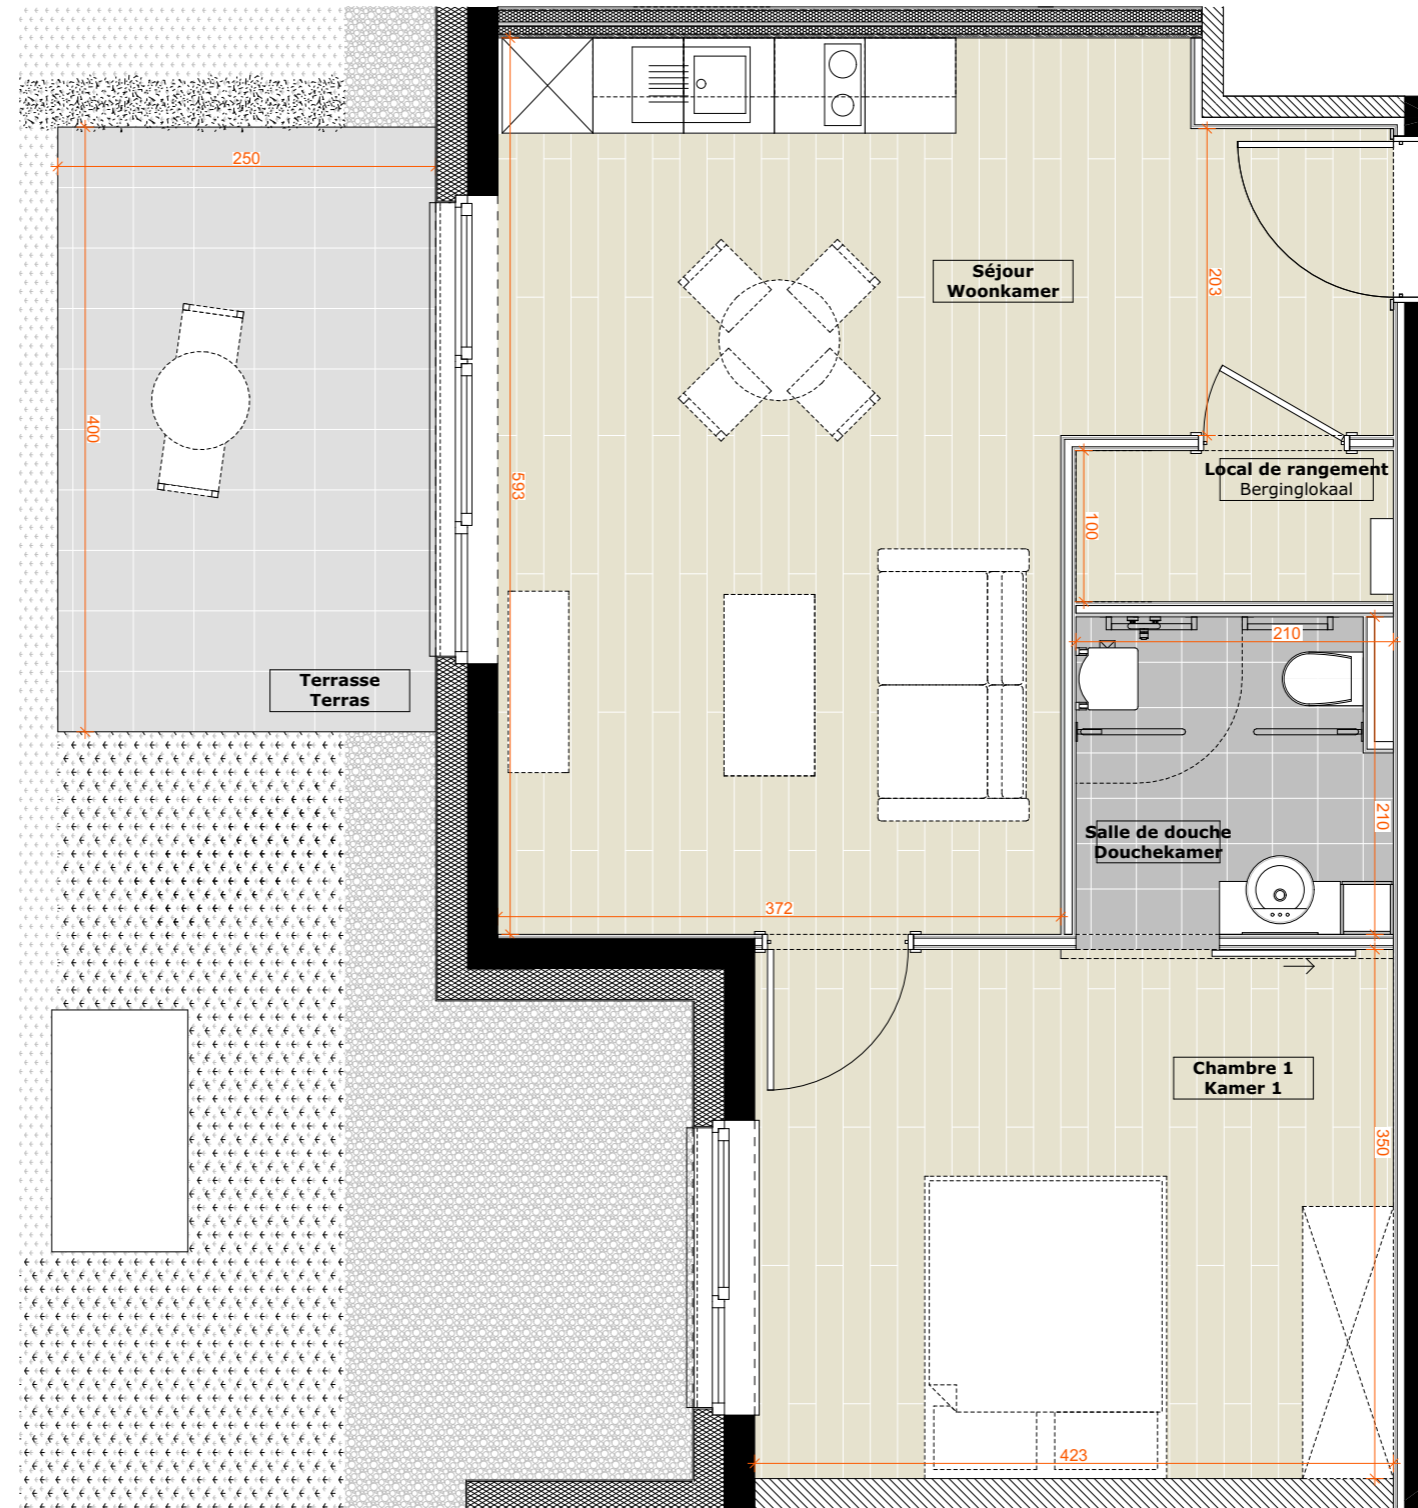 250
Séjour
Woonkamer
203
400
593
Local de rangement
Berginglokaal
100
210
Terrasse
Terras
210
Salle de douche
Douchekamer
372
Chambre 1
Kamer 1
350
423